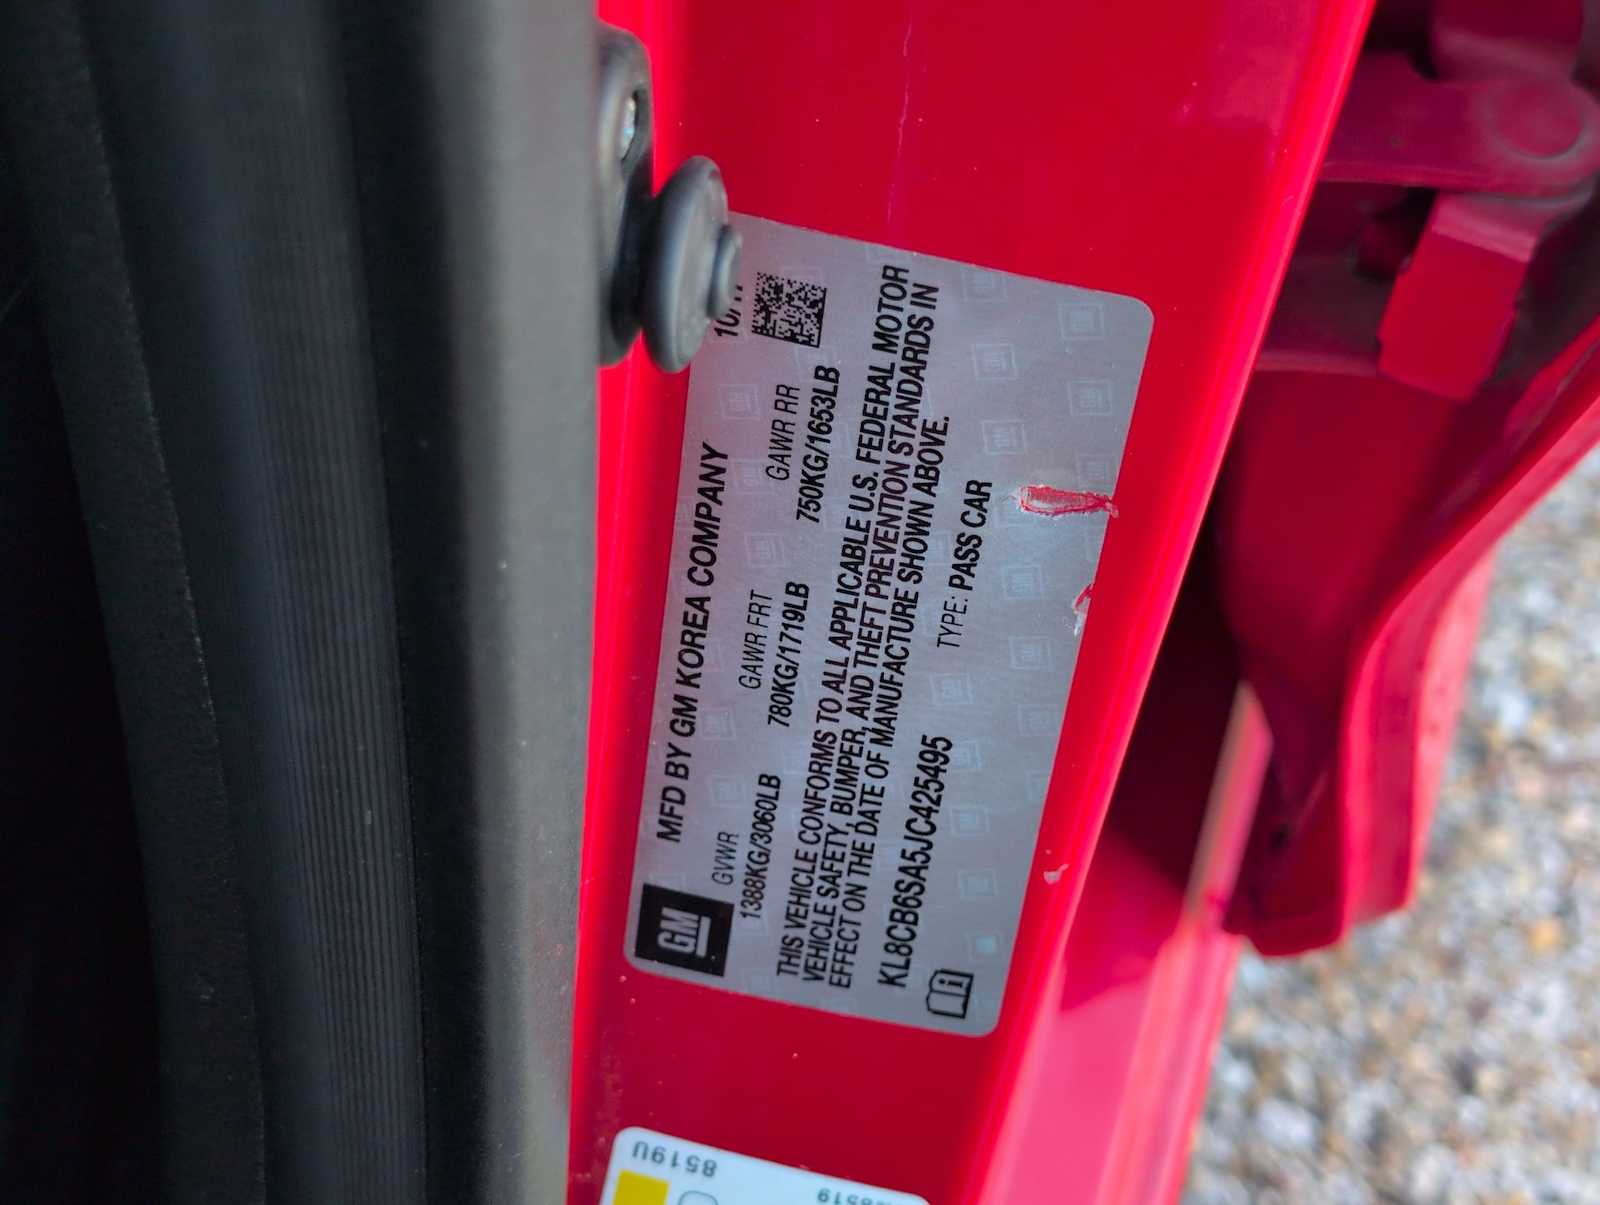 GM
MFD BY GM KOREA COMPANY
10/17
GVWR
GAWR FRT
GAWR RR
1388KG/3060LB
780KG/1719LB
750KG/1653LB
THIS VEHICLE CONFORMS TO ALL APPLICABLE U.S. FEDERAL MOTOR
VEHICLE SAFETY, BUMPER, AND THEFT PREVENTION STANDARDS IN
EFFECT ON THE DATE OF MANUFACTURE SHOWN ABOVE.
KL8CB6SA5JC425495
TYPE: PASS CAR
8519U